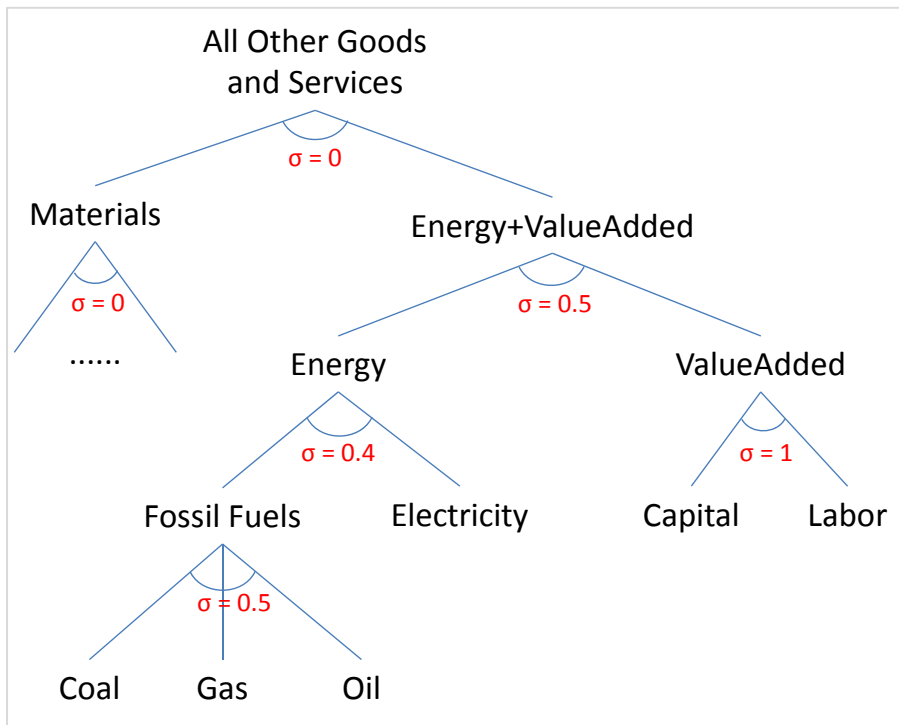 All Other Goods
and Services
σ = 0
Materials
Energy+ValueAdded
σ = 0
σ = 0.5
......
Energy
ValueAdded
σ = 0.4
σ = 1
Fossil Fuels
Electricity
Capital
Labor
σ = 0.5
Coal
Gas
Oil